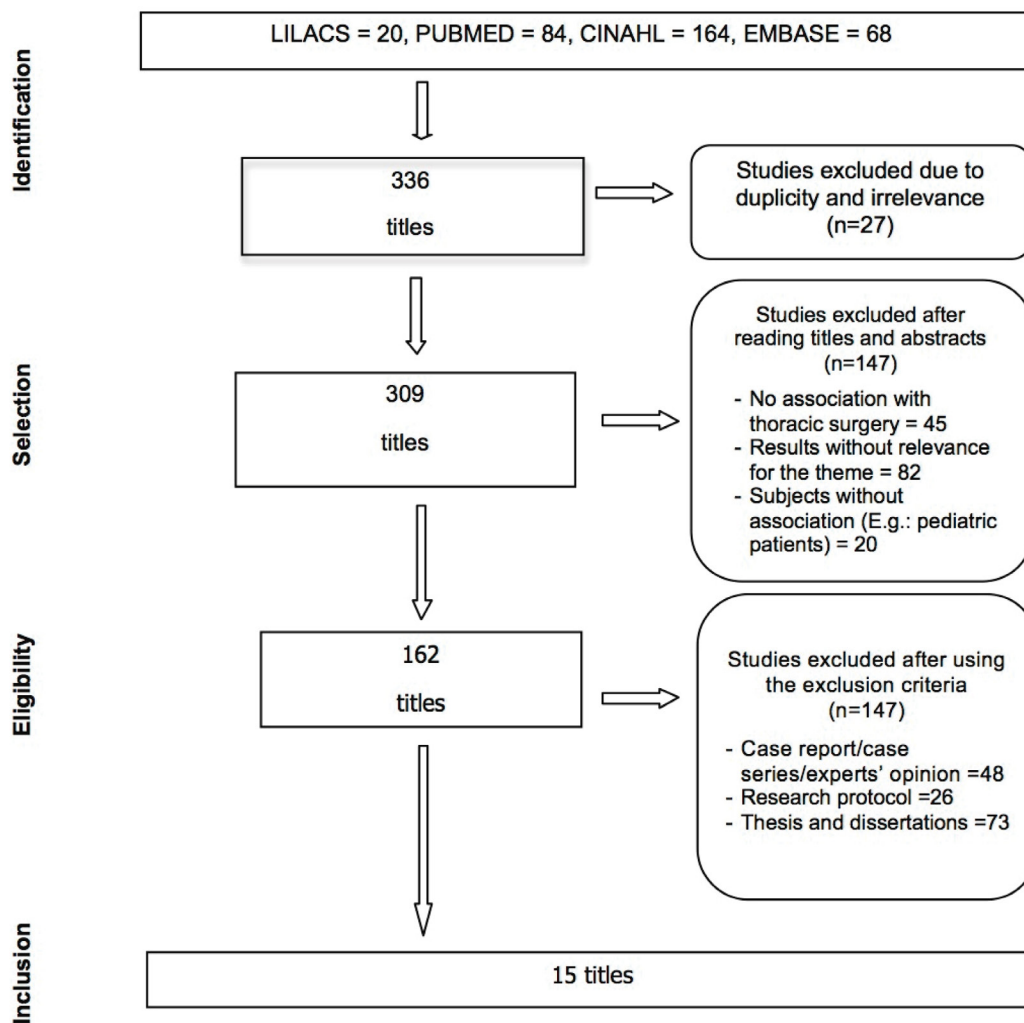 Identification
LILACS = 20, PUBMED = 84, CINAHL = 164, EMBASE = 68
336
titles
Studies excluded due to
duplicity and irrelevance
(n=27)
Selection
309
titles
Studies excluded after
reading titles and abstracts
(n=147)
- No association with
thoracic surgery = 45
- Results without relevance
for the theme = 82
- Subjects without
association (E.g.: pediatric
patients) = 20
Eligibility
162
titles
Studies excluded after using
the exclusion criteria
(n=147)
- Case report/case
series/experts’ opinion =48
- Research protocol =26
- Thesis and dissertations =73
Inclusion
15 titles